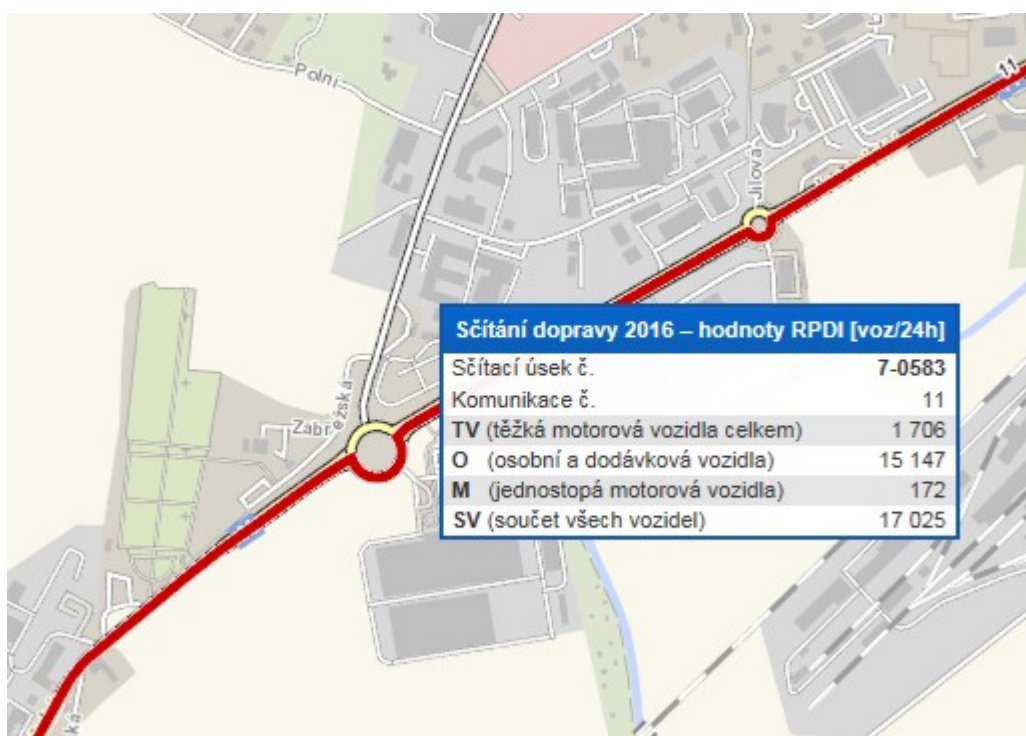 Polní
11
Jílová
Sčítání dopravy 2016 – hodnoty RPDI [voz/24h]
Sčítací úsek č. 7-0583
Komunikace č. 11
TV (těžká motorová vozidla celkem) 1 706
O (osobní a dodávková vozidla) 15 147
M (jednostopá motorová vozidla) 172
SV (součet všech vozidel) 17 025
Zábřežská